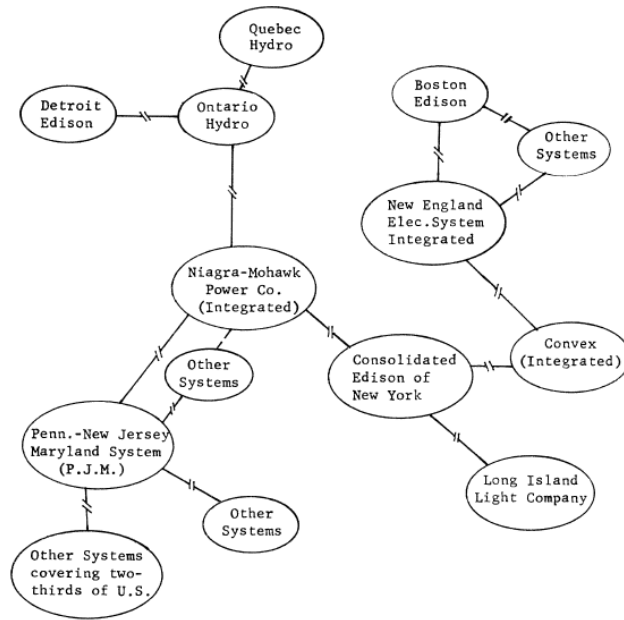 Quebec
Hydro
Detroit
Edison
Ontario
Hydro
Boston
Edison
Other
Systems
New England
Elec.System
Integrated
Niagra-Mohawk
Power Co.
(Integrated)
Other
Systems
Consolidated
Edison of
New York
Convex
(Integrated)
Penn.-New Jersey
Maryland System
(P.J.M.)
Long Island
Light Company
Other
Systems
Other Systems
covering two-
thirds of U.S.